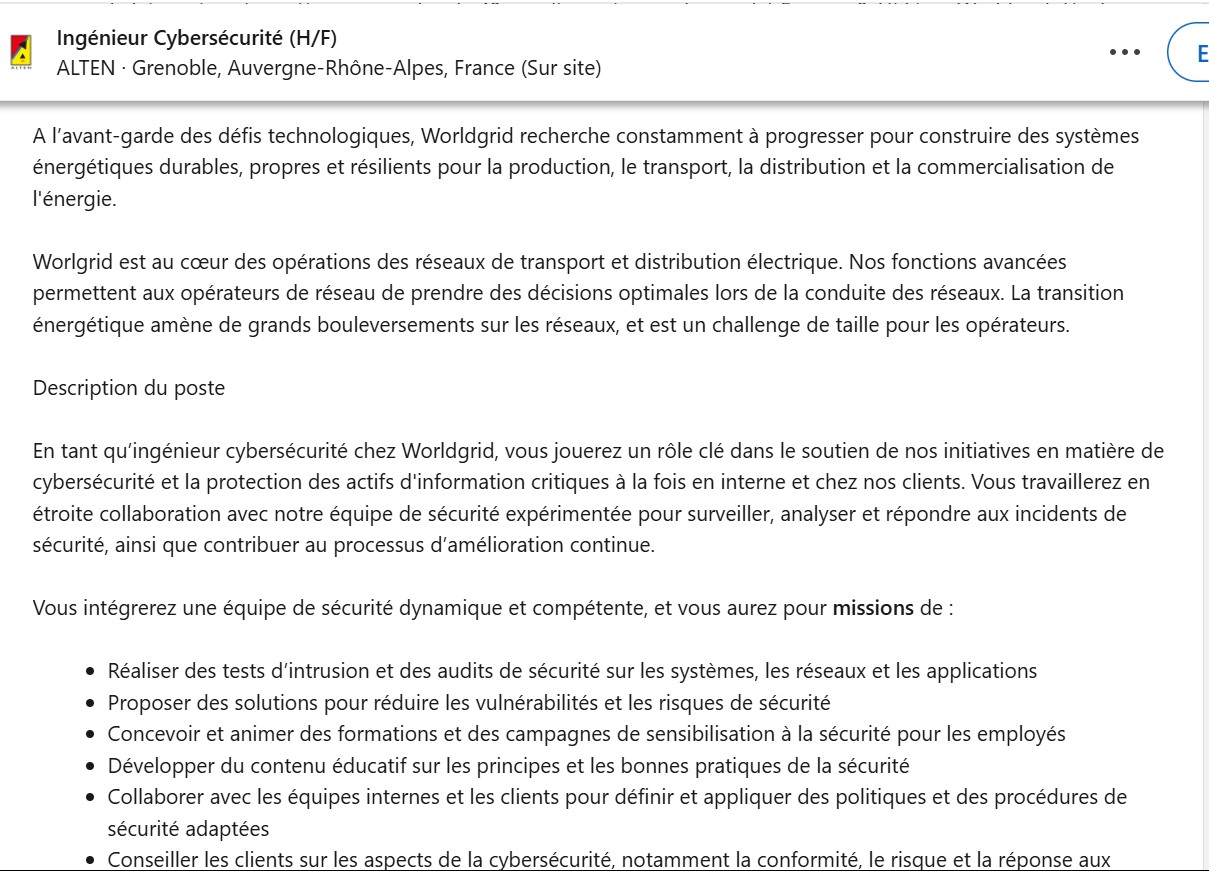 Ingénieur Cybersécurité (H/F)
ALTEN · Grenoble, Auvergne-Rhône-Alpes, France (Sur site)
ALTEN
E
A l’avant-garde des défis technologiques, Worldgrid recherche constamment à progresser pour construire des systèmes
énergétiques durables, propres et résilients pour la production, le transport, la distribution et la commercialisation de
l'énergie.
Worlgrid est au cœur des opérations des réseaux de transport et distribution électrique. Nos fonctions avancées
permettent aux opérateurs de réseau de prendre des décisions optimales lors de la conduite des réseaux. La transition
énergétique amène de grands bouleversements sur les réseaux, et est un challenge de taille pour les opérateurs.
Description du poste
En tant qu’ingénieur cybersécurité chez Worldgrid, vous jouerez un rôle clé dans le soutien de nos initiatives en matière de
cybersécurité et la protection des actifs d'information critiques à la fois en interne et chez nos clients. Vous travaillerez en
étroite collaboration avec notre équipe de sécurité expérimentée pour surveiller, analyser et répondre aux incidents de
sécurité, ainsi que contribuer au processus d’amélioration continue.
Vous intégrerez une équipe de sécurité dynamique et compétente, et vous aurez pour missions de :
• Réaliser des tests d’intrusion et des audits de sécurité sur les systèmes, les réseaux et les applications
• Proposer des solutions pour réduire les vulnérabilités et les risques de sécurité
• Concevoir et animer des formations et des campagnes de sensibilisation à la sécurité pour les employés
• Développer du contenu éducatif sur les principes et les bonnes pratiques de la sécurité
• Collaborer avec les équipes internes et les clients pour définir et appliquer des politiques et des procédures de
sécurité adaptées
• Conseiller les clients sur les aspects de la cybersécurité, notamment la conformité, le risque et la réponse aux